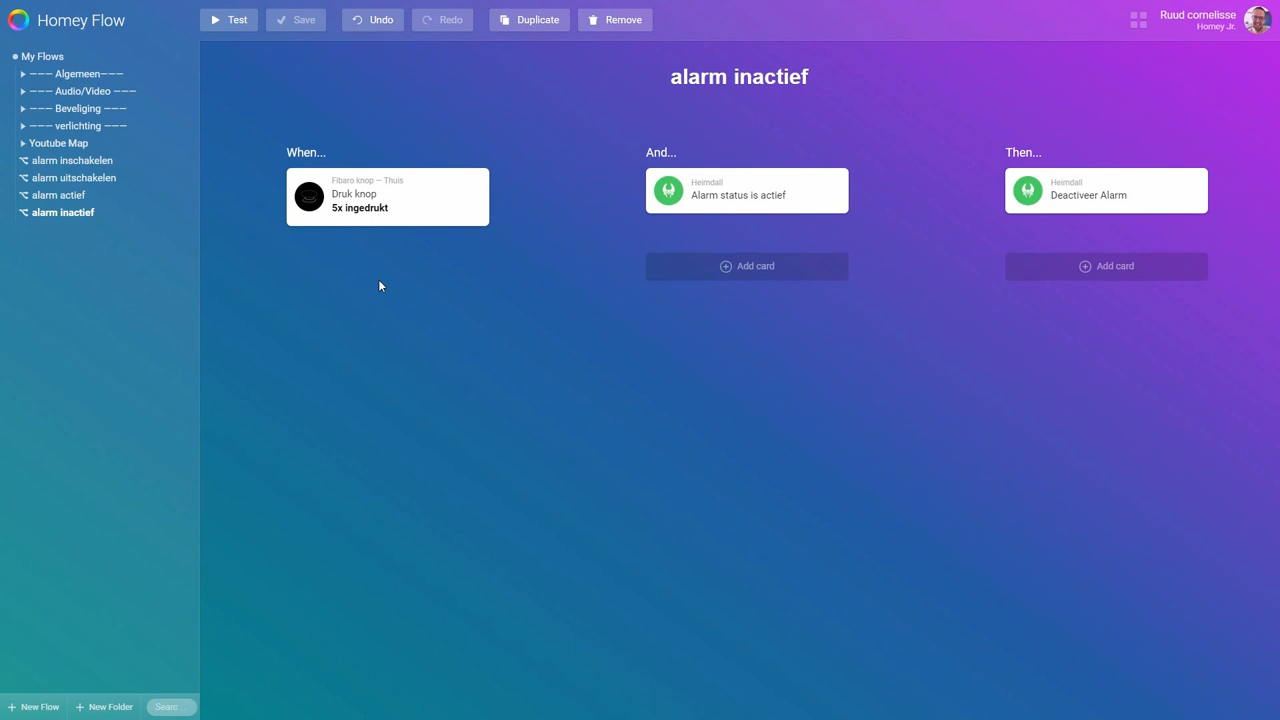 Homey Flow
Test
Save
Undo
Redo
Duplicate
Remove
Ruud cornelisse
Homey Jr.
My Flows
——— Algemeen———
——— Audio/Video ———
——— Beveliging ———
——— verlichting ———
Youtube Map
alarm inschakelen
alarm uitschakelen
alarm actief
alarm inactief
alarm inactief
When...
Fibaro knop — Thuis
Druk knop
5x ingedrukt
And...
Heimdall
Alarm status is actief
Add card
Then...
Heimdall
Deactiveer Alarm
Add card
New Flow
New Folder
Searc...